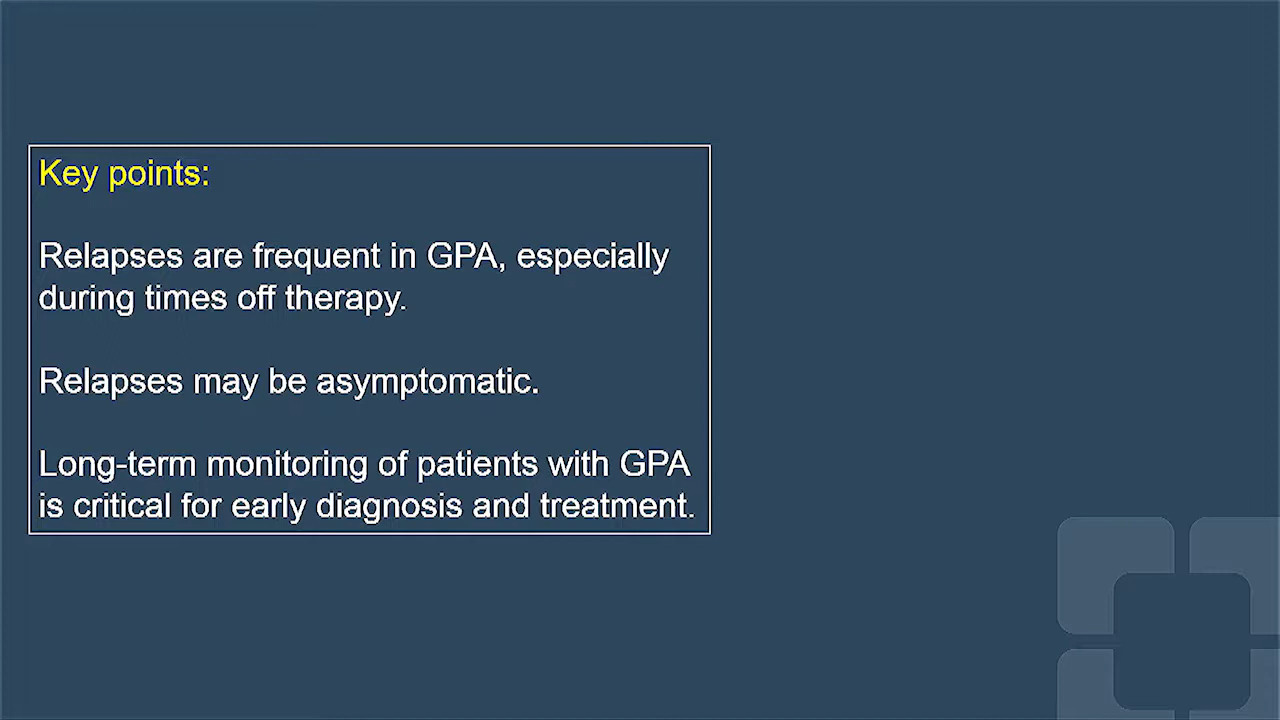 Key points:
Relapses are frequent in GPA, especially
during times off therapy.
Relapses may be asymptomatic.
Long-term monitoring of patients with GPA
is critical for early diagnosis and treatment.